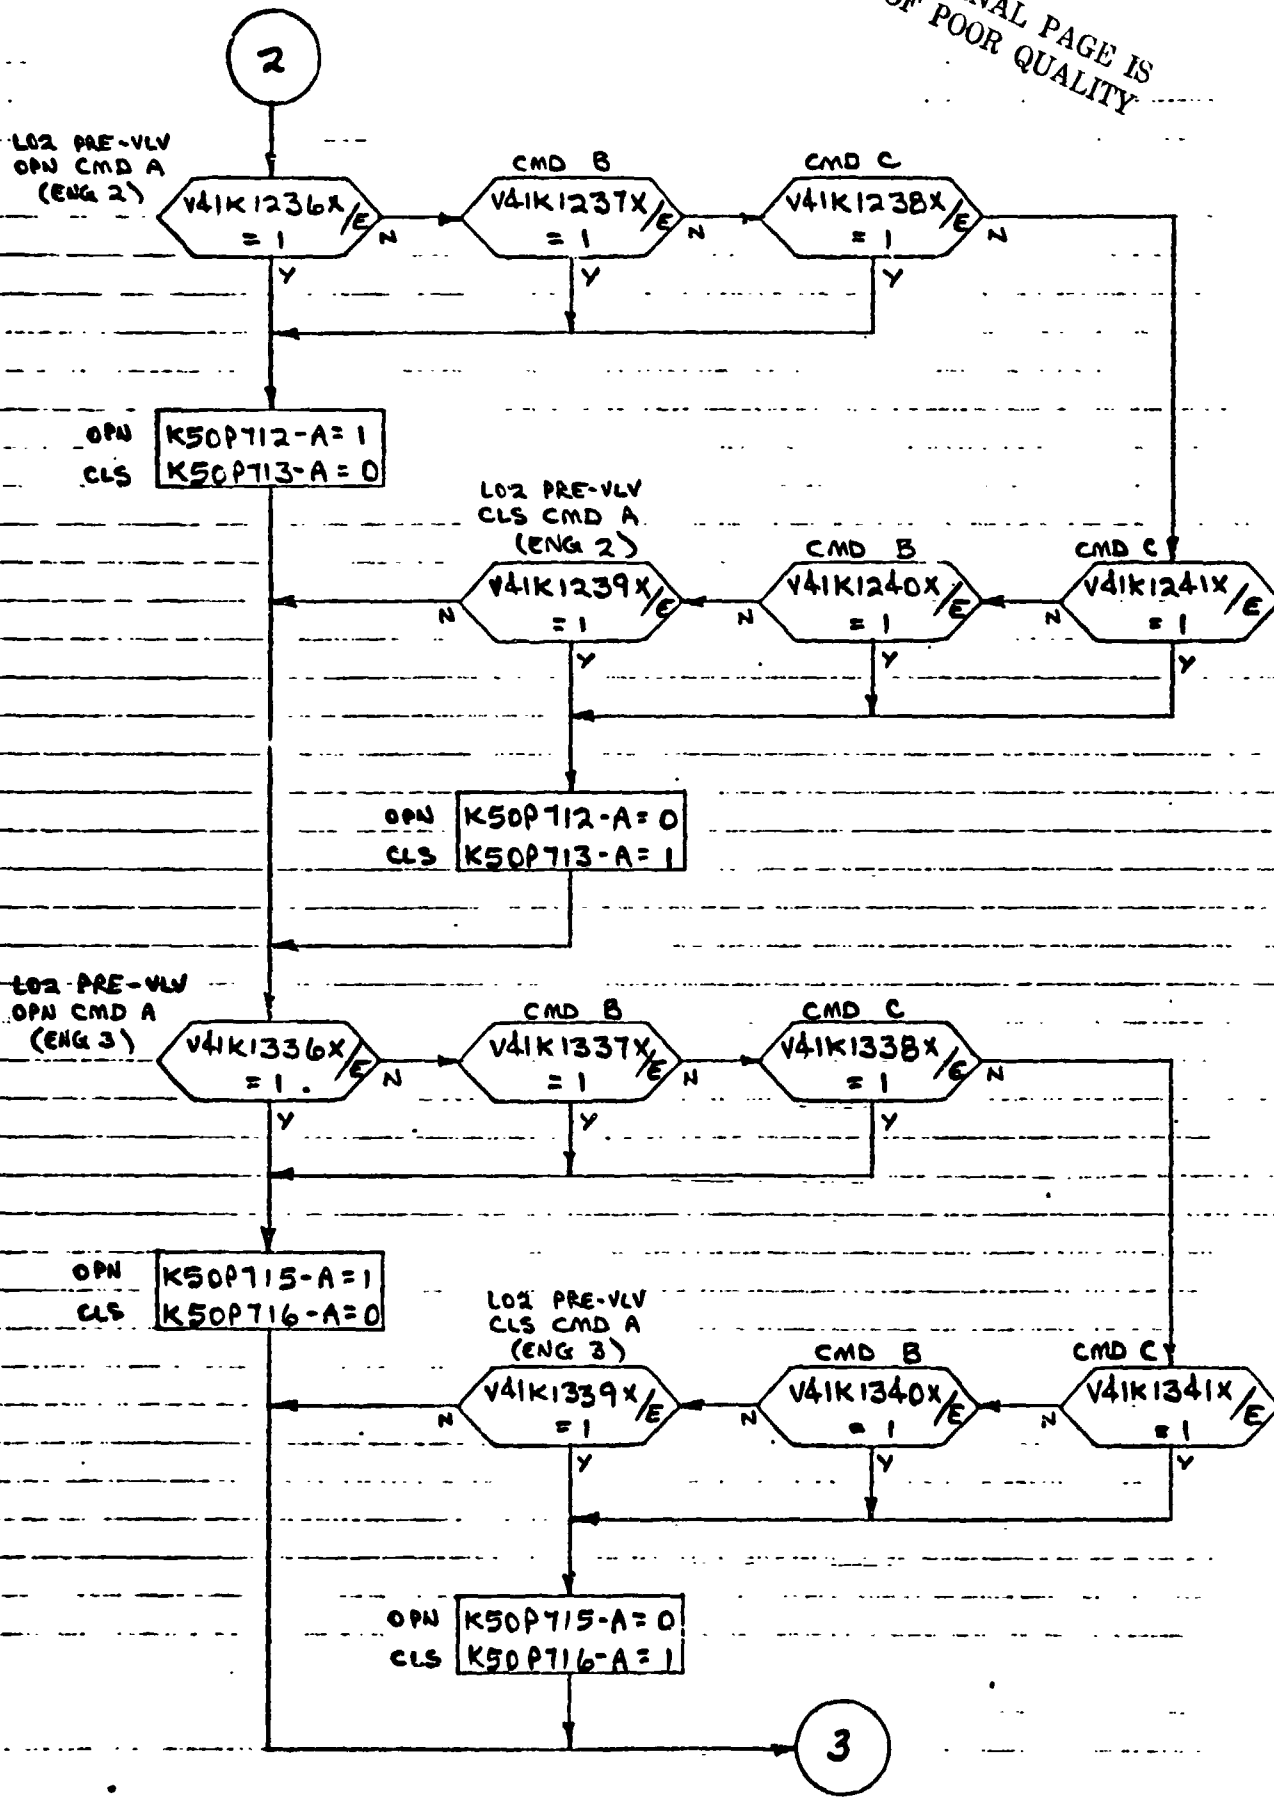 PAGE IS
OF POOR QUALITY
2
LO2 PRE-VLV
OPN CMD A
(ENG 2)
CMD B
CMD C
V41K1236X/E
= 1
N
Y
V41K1237X/E
= 1
N
Y
V41K1238X/E
= 1
N
Y
OPN K50P712-A = 1
CLS K50P713-A = 0
LO2 PRE-VLV
CLS CMD A
(ENG 2)
CMD B
CMD C
V41K1239X/E
= 1
N
Y
V41K1240X/E
= 1
N
Y
V41K1241X/E
= 1
N
Y
OPN K50P712-A = 0
CLS K50P713-A = 1
LO2 PRE-VLV
OPN CMD A
(ENG 3)
CMD B
CMD C
V41K1336X/E
= 1
N
Y
V41K1337X/E
= 1
N
Y
V41K1338X/E
= 1
N
Y
OPN K50P715-A = 1
CLS K50P716-A = 0
LO2 PRE-VLV
CLS CMD A
(ENG 3)
CMD B
CMD C
V41K1339X/E
= 1
N
Y
V41K1340X/E
= 1
N
Y
V41K1341X/E
= 1
N
Y
OPN K50P715-A = 0
CLS K50P716-A = 1
3